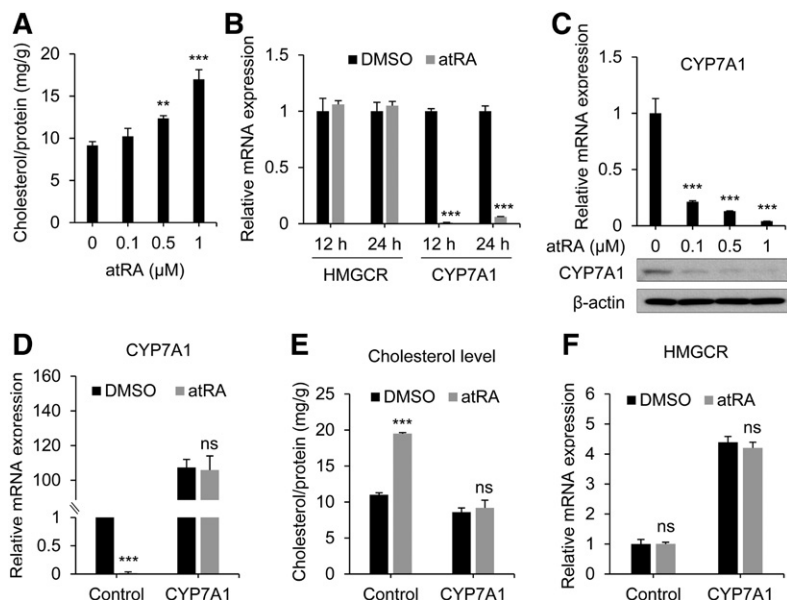 A
Cholesterol/protein (mg/g)
20
15
10
5
0
**
***
0 0.1 0.5 1
atRA (μM)
B
Relative mRNA expression
1.5
1
0.5
0
DMSO atRA
***
***
12 h 24 h 12 h 24 h
HMGCR CYP7A1
C
CYP7A1
Relative mRNA expression
1.5
1
0.5
0
***
***
***
atRA (μM) 0 0.1 0.5 1
CYP7A1
β-actin
D
CYP7A1
Relative mRNA expression
160
140
120
100
1
0.5
0
DMSO atRA
***
ns
Control CYP7A1
E
Cholesterol level
Cholesterol/protein (mg/g)
25
20
15
10
5
0
DMSO atRA
***
ns
Control CYP7A1
F
HMGCR
Relative mRNA expression
6
5
4
3
2
1
0
DMSO atRA
ns
ns
Control CYP7A1